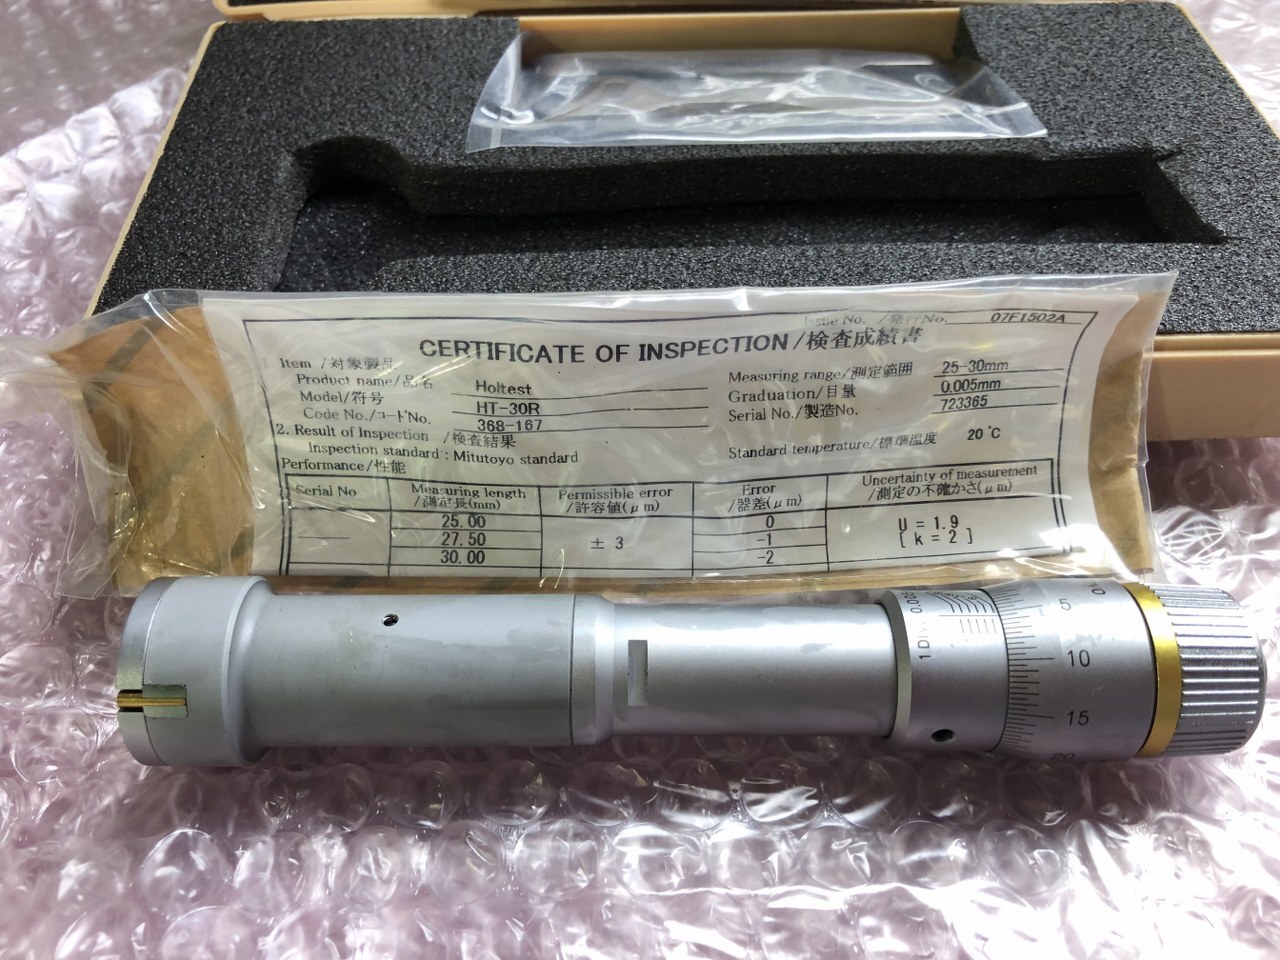 Issue No. /発行No. 07F1502A
CERTIFICATE OF INSPECTION/検査成績書
Item /対象製品
Product name/品名 Holtest
Model/符号 HT-30R
Code No./コードNo. 368-167
Measuring range/測定範囲 25-30mm
Graduation/目量 0.005mm
Serial No./製造No. 723365
2. Result of Inspection /検査結果
Inspection standard : Mitutoyo standard
Standard temperature/標準温度 20℃
Performance/性能
Serial No
Measuring length /測定長(mm)
Permissible error /許容値(μm)
Error /器差(μm)
Uncertainty of measurement /測定の不確かさ(μm)
25.00 0
27.50 ± 3 -1
30.00 -2
U = 1.9
[ k = 2 ]
0
5
10
15
20